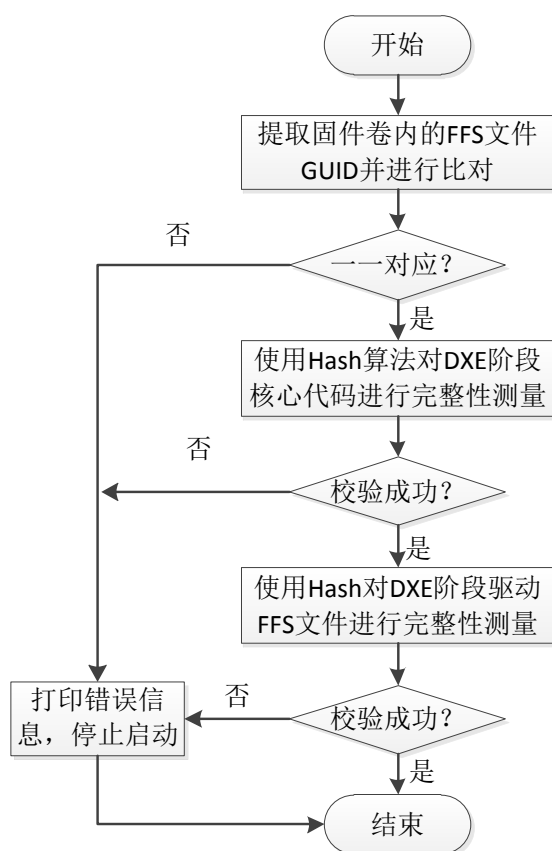 开始
提取固件卷内的FFS文件
GUID并进行比对
否
一一对应？
是
使用Hash算法对DXE阶段
核心代码进行完整性测量
否
校验成功？
是
使用Hash对DXE阶段驱动
FFS文件进行完整性测量
打印错误信
息，停止启动
否
校验成功？
是
结束